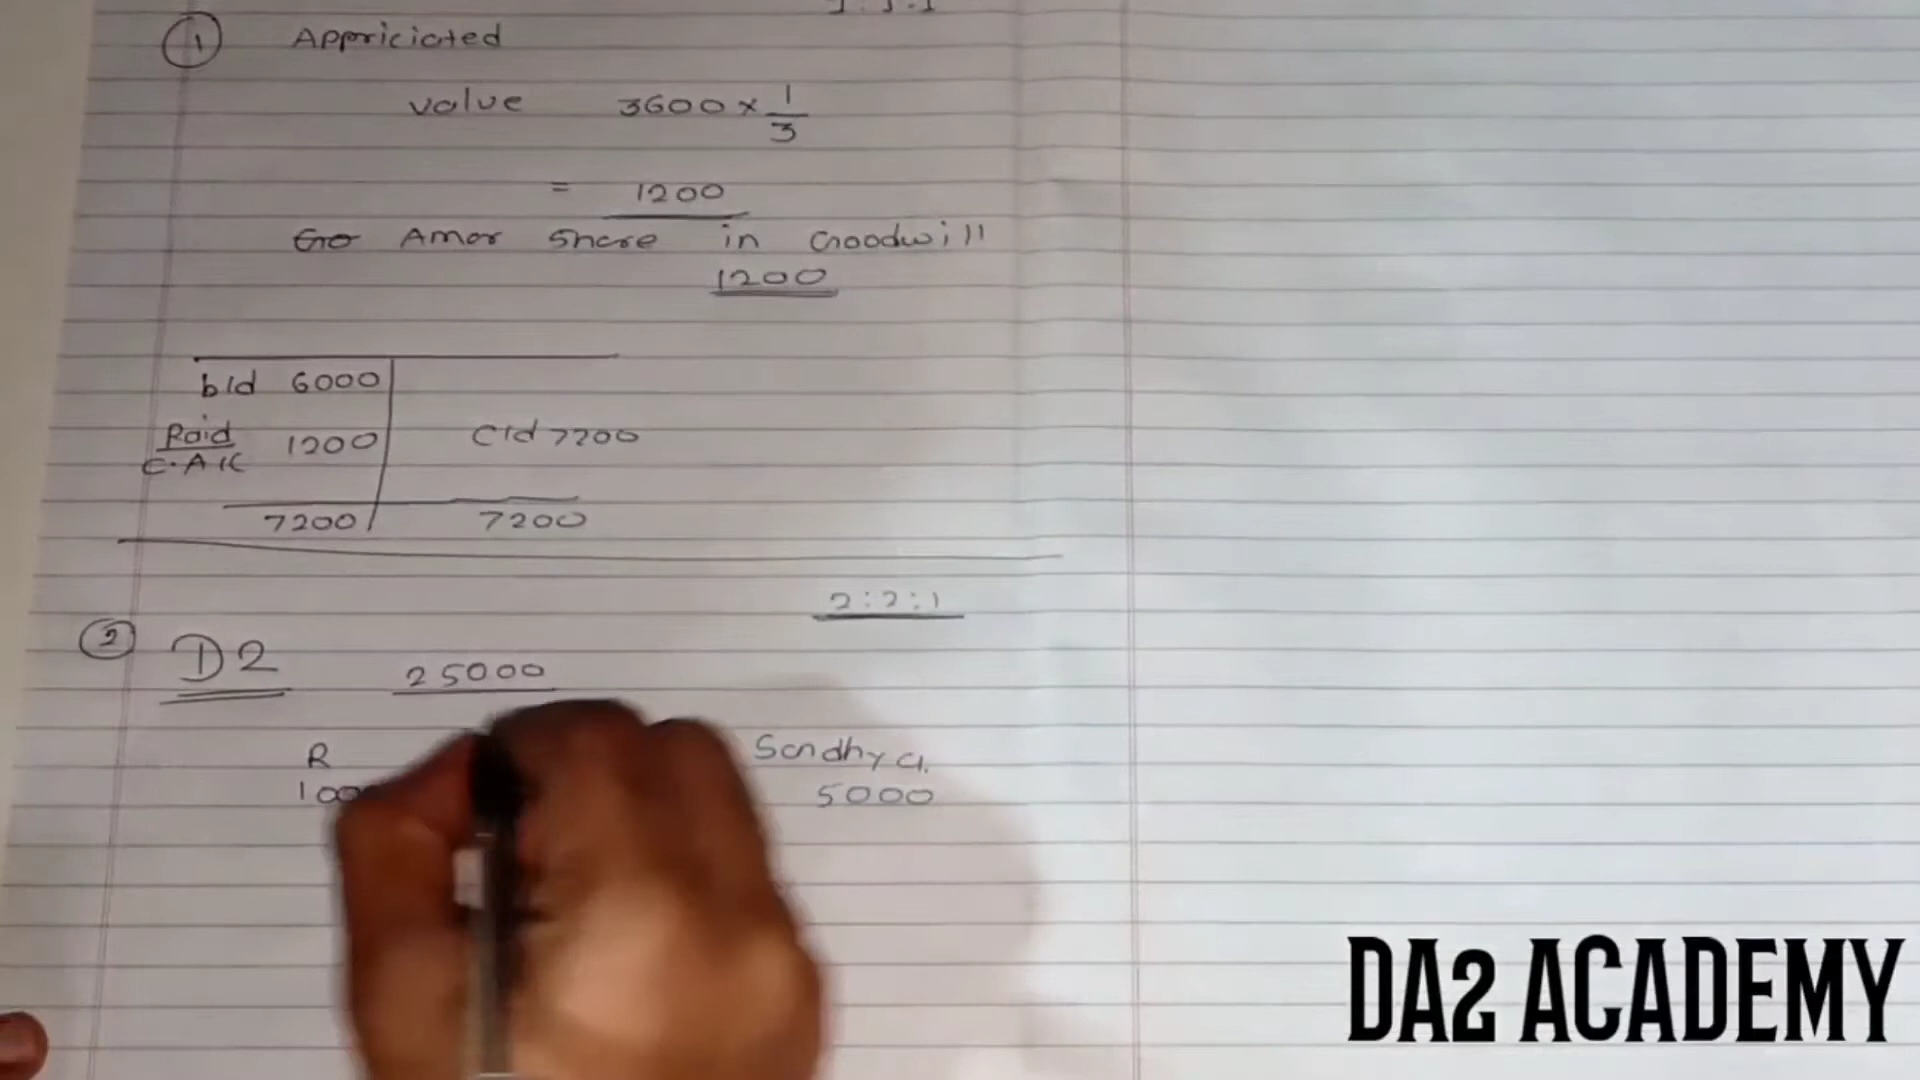 ① Appriciated
value 3600 × 1/3
= 1200
Go Amar Share in Goodwill
1200
b/d 6000
Paid 1200 C/d 7200
C.A/C
7200 7200
2:2:1
② D2 25000
R Sandhya.
5000
DA2 ACADEMY